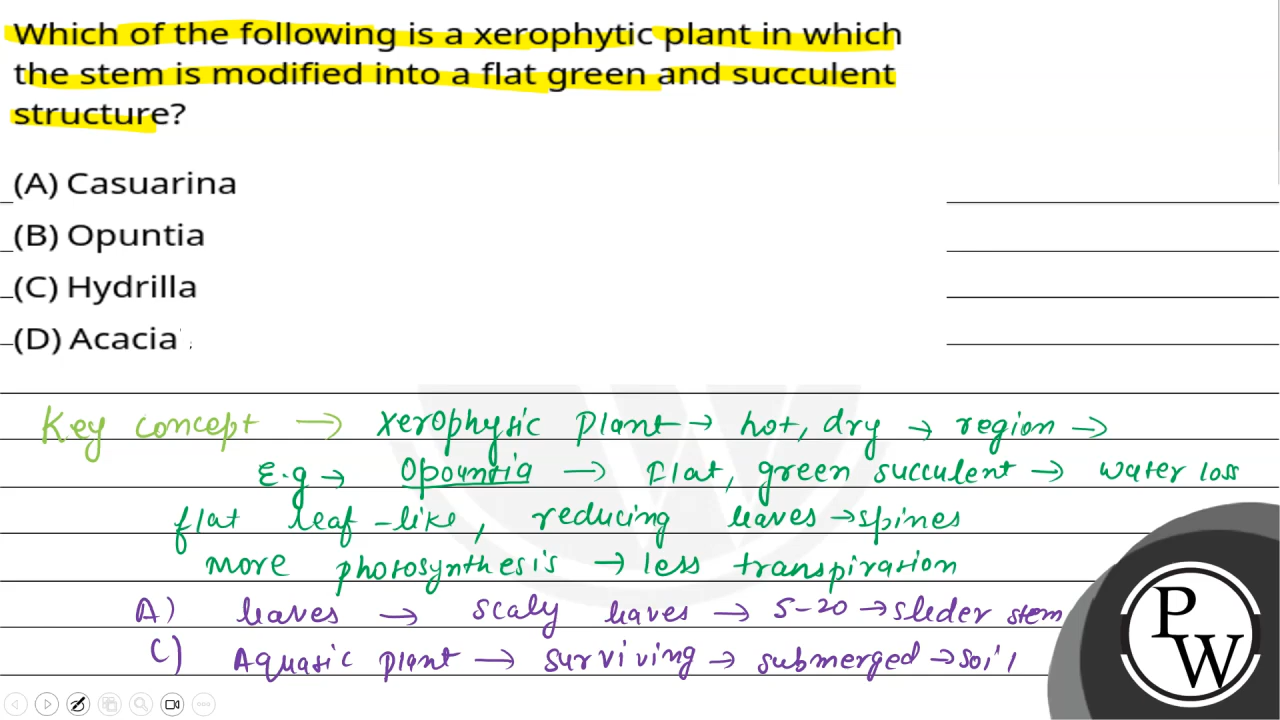 Which of the following is a xerophytic plant in which
the stem is modified into a flat green and succulent
structure?
(A) Casuarina
(B) Opuntia
(C) Hydrilla
(D) Acacia
Key concept → xerophytic plant → hot, dry → region →
E.g → Opountia → Flat, green succulent → water loss
flat leaf-like, reducing leaves → spines
more photosynthesis → less transpiration
A) leaves → scaly leaves → 5-20 → slider stem
C) Aquatic plant → surviving → submerged → soil
PW